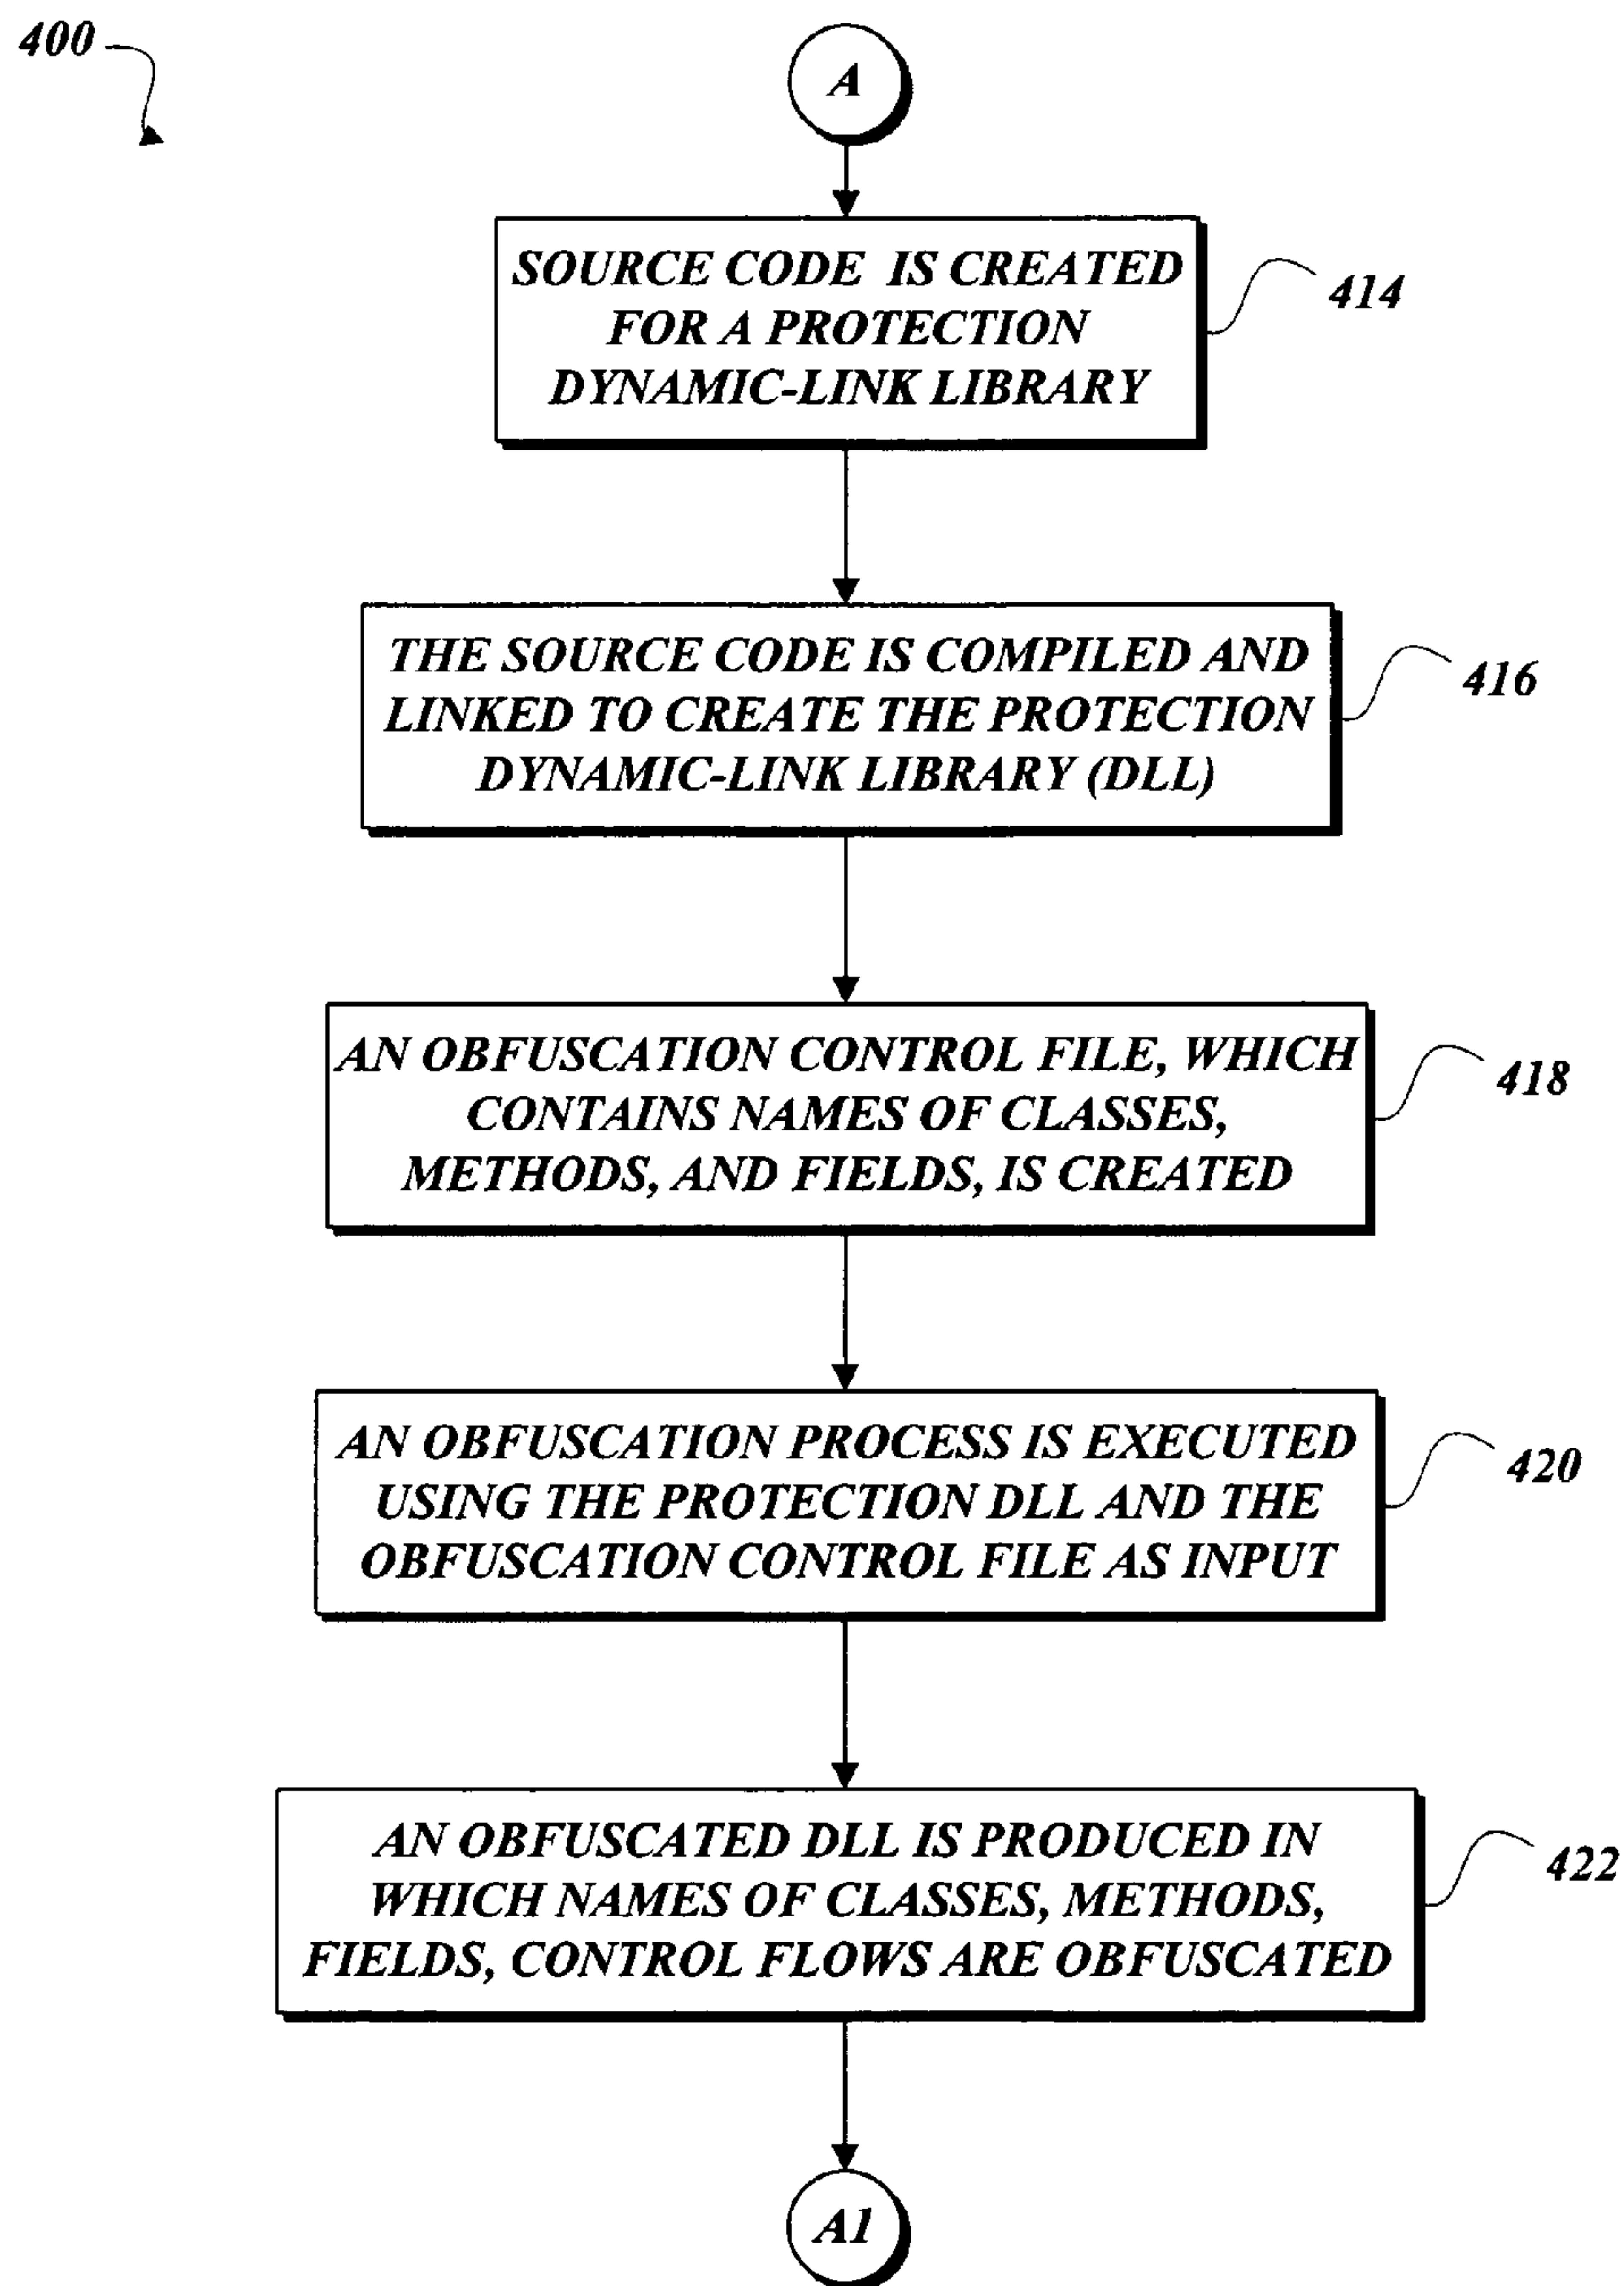 400
A
SOURCE CODE IS CREATED
FOR A PROTECTION
DYNAMIC-LINK LIBRARY
414
THE SOURCE CODE IS COMPILED AND
LINKED TO CREATE THE PROTECTION
DYNAMIC-LINK LIBRARY (DLL)
416
AN OBFUSCATION CONTROL FILE, WHICH
CONTAINS NAMES OF CLASSES,
METHODS, AND FIELDS, IS CREATED
418
AN OBFUSCATION PROCESS IS EXECUTED
USING THE PROTECTION DLL AND THE
OBFUSCATION CONTROL FILE AS INPUT
420
AN OBFUSCATED DLL IS PRODUCED IN
WHICH NAMES OF CLASSES, METHODS,
FIELDS, CONTROL FLOWS ARE OBFUSCATED
422
A1